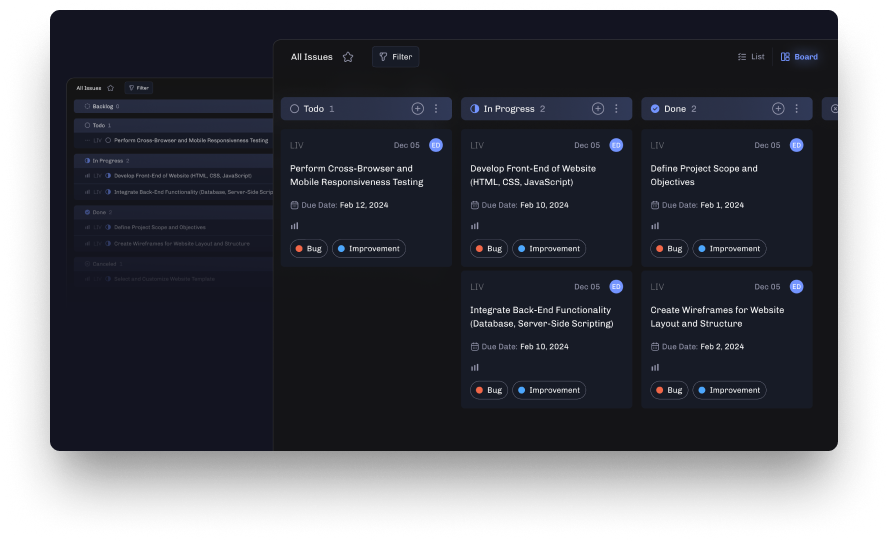 All Issues
Filter
List
Board
All Issues
Filter
Backlog 0
Todo 1
LIV Perform Cross-Browser and Mobile Responsiveness Testing
In Progress 2
LIV Develop Front-End of Website (HTML, CSS, JavaScript)
LIV Integrate Back-End Functionality (Database, Server-Side Scrip
Done 2
LIV Define Project Scope and Objectives
LIV Create Wireframes for Website Layout and Structure
Select and Customize Website Template
Todo 1
LIV Dec 05 ED
Perform Cross-Browser and
Mobile Responsiveness Testing
Due Date: Feb 12, 2024
Bug Improvement
In Progress 2
LIV Dec 05 ED
Develop Front-End of Website
(HTML, CSS, JavaScript)
Due Date: Feb 10, 2024
Bug Improvement
LIV Dec 05 ED
Integrate Back-End Functionality
(Database, Server-Side Scripting)
Due Date: Feb 10, 2024
Bug Improvement
Done 2
LIV Dec 05 ED
Define Project Scope and
Objectives
Due Date: Feb 1, 2024
Bug Improvement
LIV Dec 05 ED
Create Wireframes for Website
Layout and Structure
Due Date: Feb 2, 2024
Bug Improvement